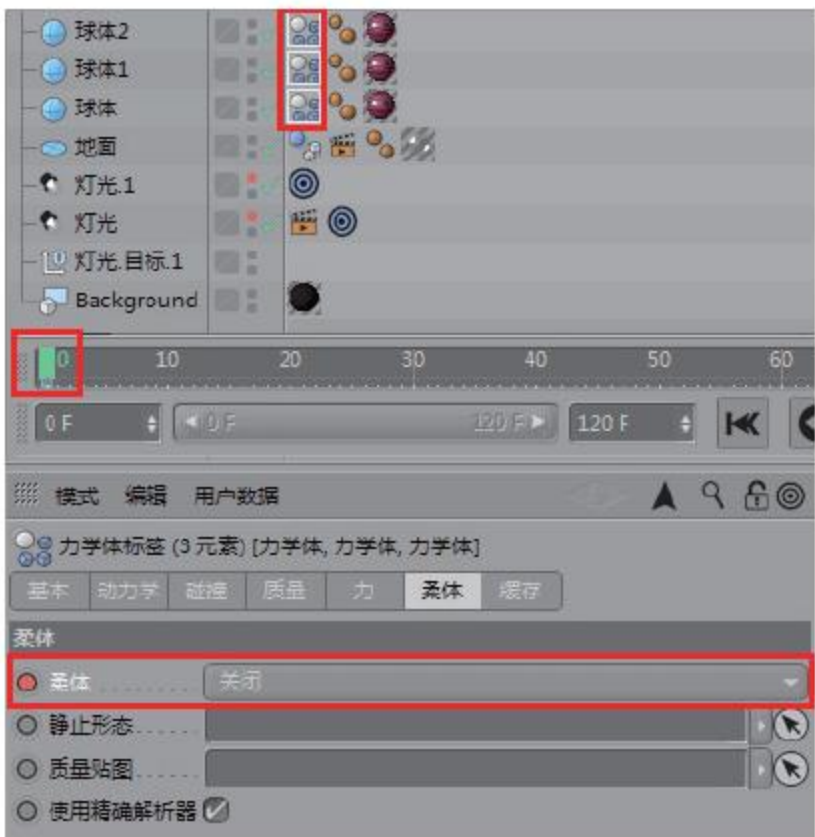 球体2
球体1
球体
地面
灯光.1
灯光
灯光.目标.1
Background
0 10 20 30 40 50 60
0 F 0 F 120 F 120 F
模式 编辑 用户数据
力学体标签 (3 元素) [力学体, 力学体, 力学体]
基本 动力学 碰撞 质量 力 柔体 缓存
柔体
柔体 关闭
静止形态
质量贴图
使用精确解析器